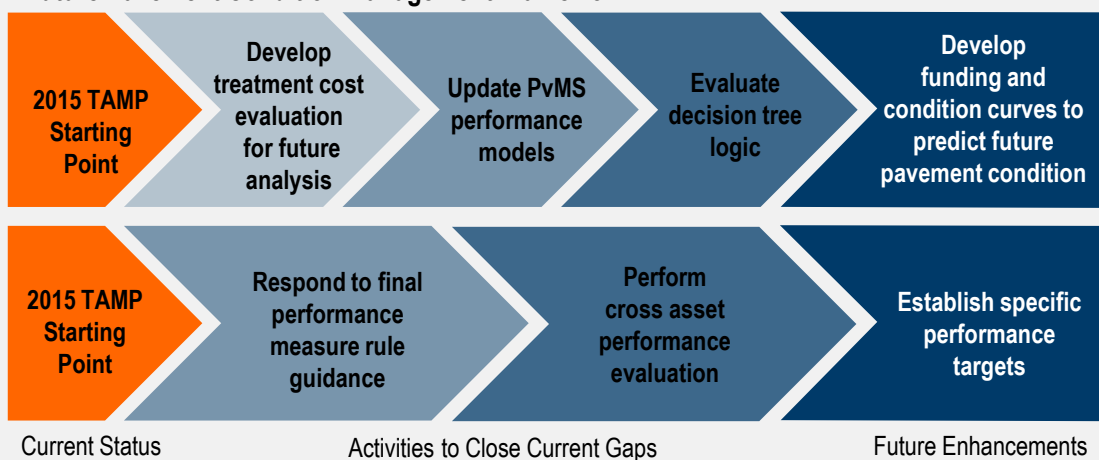 2015 TAMP
Starting
Point
Develop
treatment cost
evaluation
for future
analysis
Update PvMS
performance
models
Evaluate
decision tree
logic
Develop
funding and
condition curves to
predict future
pavement condition
2015 TAMP
Starting
Point
Respond to final
performance
measure rule
guidance
Perform
cross asset
performance
evaluation
Establish specific
performance
targets
Current Status
Activities to Close Current Gaps
Future Enhancements